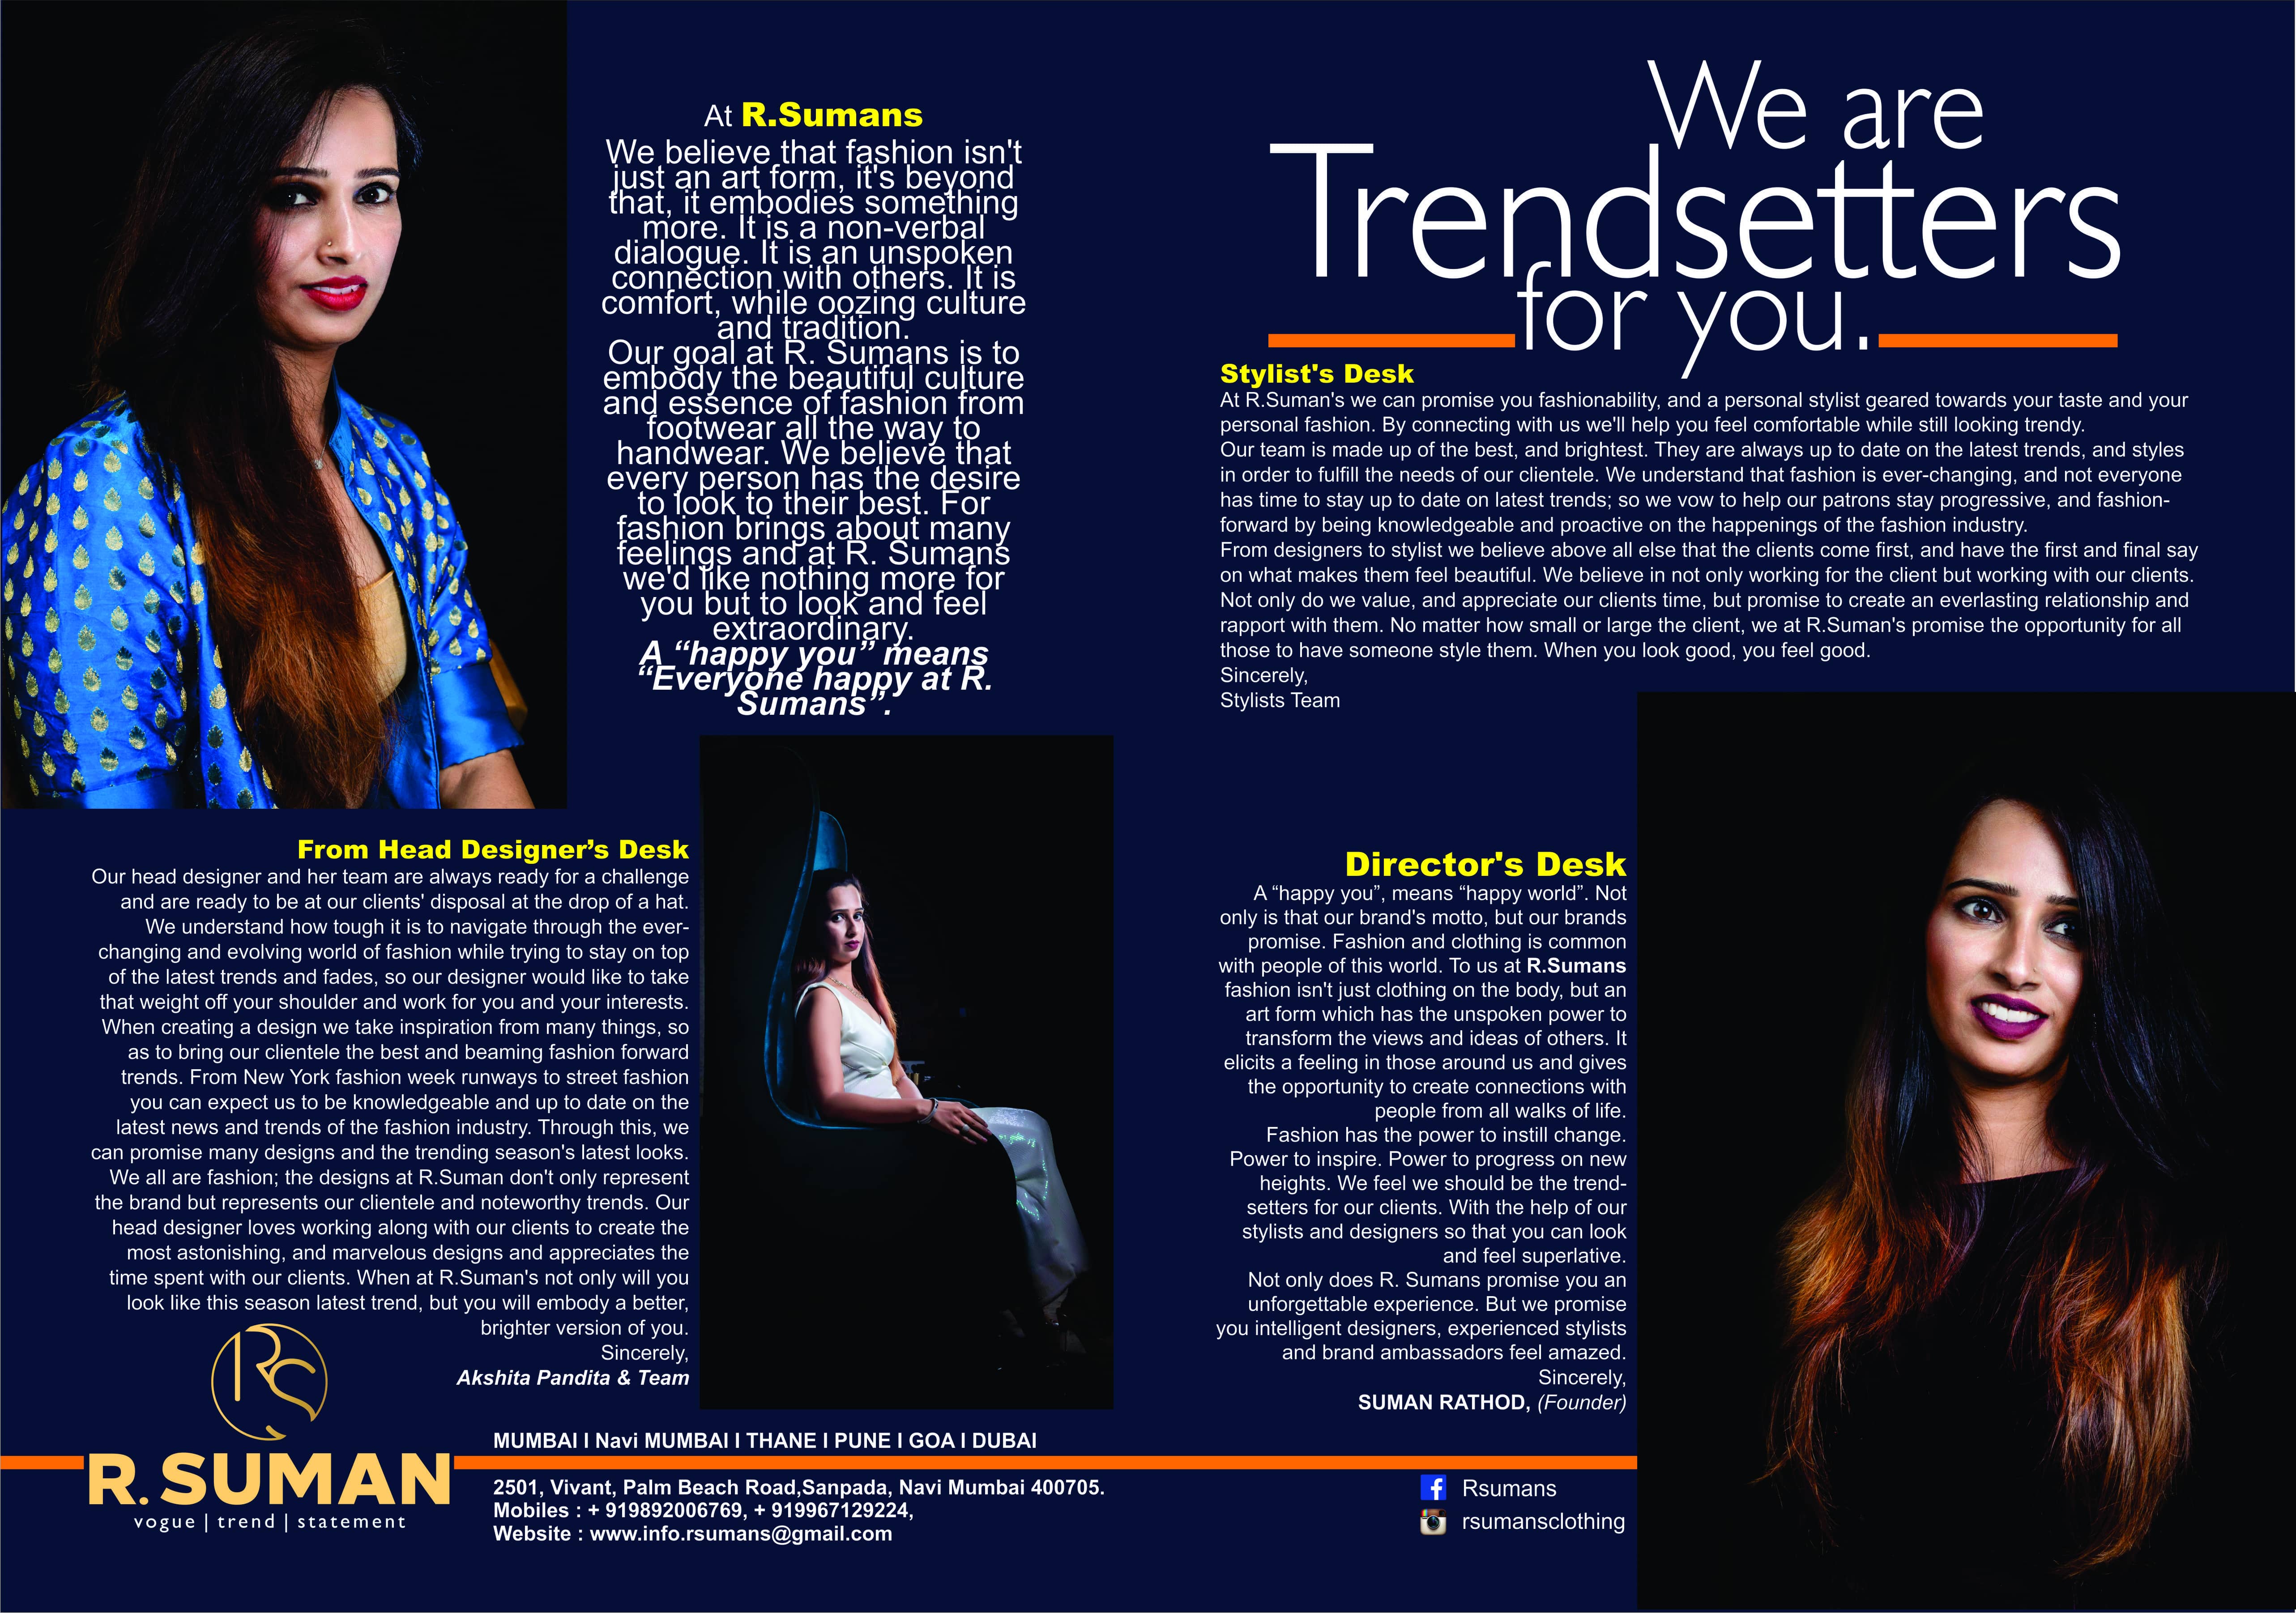 At R.Sumans
We believe that fashion isn't
just an art form, it's beyond
that, it embodies something
more. It is a non-verbal
dialogue. It is an unspoken
connection with others. It is
comfort, while oozing culture
and tradition.
Our goal at R. Sumans is to
embody the beautiful culture
and essence of fashion from
footwear all the way to
handwear. We believe that
every person has the desire
to look to their best. For
fashion brings about many
feelings and at R. Sumans
we'd like nothing more for
you but to look and feel
extraordinary.
A “happy you” means
“Everyone happy at R.
Sumans”.
From Head Designer’s Desk
Our head designer and her team are always ready for a challenge
and are ready to be at our clients' disposal at the drop of a hat.
We understand how tough it is to navigate through the ever-
changing and evolving world of fashion while trying to stay on top
of the latest trends and fades, so our designer would like to take
that weight off your shoulder and work for you and your interests.
When creating a design we take inspiration from many things, so
as to bring our clientele the best and beaming fashion forward
trends. From New York fashion week runways to street fashion
you can expect us to be knowledgeable and up to date on the
latest news and trends of the fashion industry. Through this, we
can promise many designs and the trending season's latest looks.
We all are fashion; the designs at R.Suman don't only represent
the brand but represents our clientele and noteworthy trends. Our
head designer loves working along with our clients to create the
most astonishing, and marvelous designs and appreciates the
time spent with our clients. When at R.Suman's not only will you
look like this season latest trend, but you will embody a better,
brighter version of you.
Sincerely,
Akshita Pandita & Team
RS
R.SUMAN
vogue | trend | statement
MUMBAI I Navi MUMBAI I THANE I PUNE I GOA I DUBAI
2501, Vivant, Palm Beach Road,Sanpada, Navi Mumbai 400705.
Mobiles : + 919892006769, + 919967129224,
Website : www.info.rsumans@gmail.com
We are
Trendsetters
for you.
Stylist's Desk
At R.Suman's we can promise you fashionability, and a personal stylist geared towards your taste and your
personal fashion. By connecting with us we'll help you feel comfortable while still looking trendy.
Our team is made up of the best, and brightest. They are always up to date on the latest trends, and styles
in order to fulfill the needs of our clientele. We understand that fashion is ever-changing, and not everyone
has time to stay up to date on latest trends; so we vow to help our patrons stay progressive, and fashion-
forward by being knowledgeable and proactive on the happenings of the fashion industry.
From designers to stylist we believe above all else that the clients come first, and have the first and final say
on what makes them feel beautiful. We believe in not only working for the client but working with our clients.
Not only do we value, and appreciate our clients time, but promise to create an everlasting relationship and
rapport with them. No matter how small or large the client, we at R.Suman's promise the opportunity for all
those to have someone style them. When you look good, you feel good.
Sincerely,
Stylists Team
Director's Desk
A “happy you”, means “happy world”. Not
only is that our brand's motto, but our brands
promise. Fashion and clothing is common
with people of this world. To us at R.Sumans
fashion isn't just clothing on the body, but an
art form which has the unspoken power to
transform the views and ideas of others. It
elicits a feeling in those around us and gives
the opportunity to create connections with
people from all walks of life.
Fashion has the power to instill change.
Power to inspire. Power to progress on new
heights. We feel we should be the trend-
setters for our clients. With the help of our
stylists and designers so that you can look
and feel superlative.
Not only does R. Sumans promise you an
unforgettable experience. But we promise
you intelligent designers, experienced stylists
and brand ambassadors feel amazed.
Sincerely,
SUMAN RATHOD, (Founder)
Rsumans
rsumansclothing